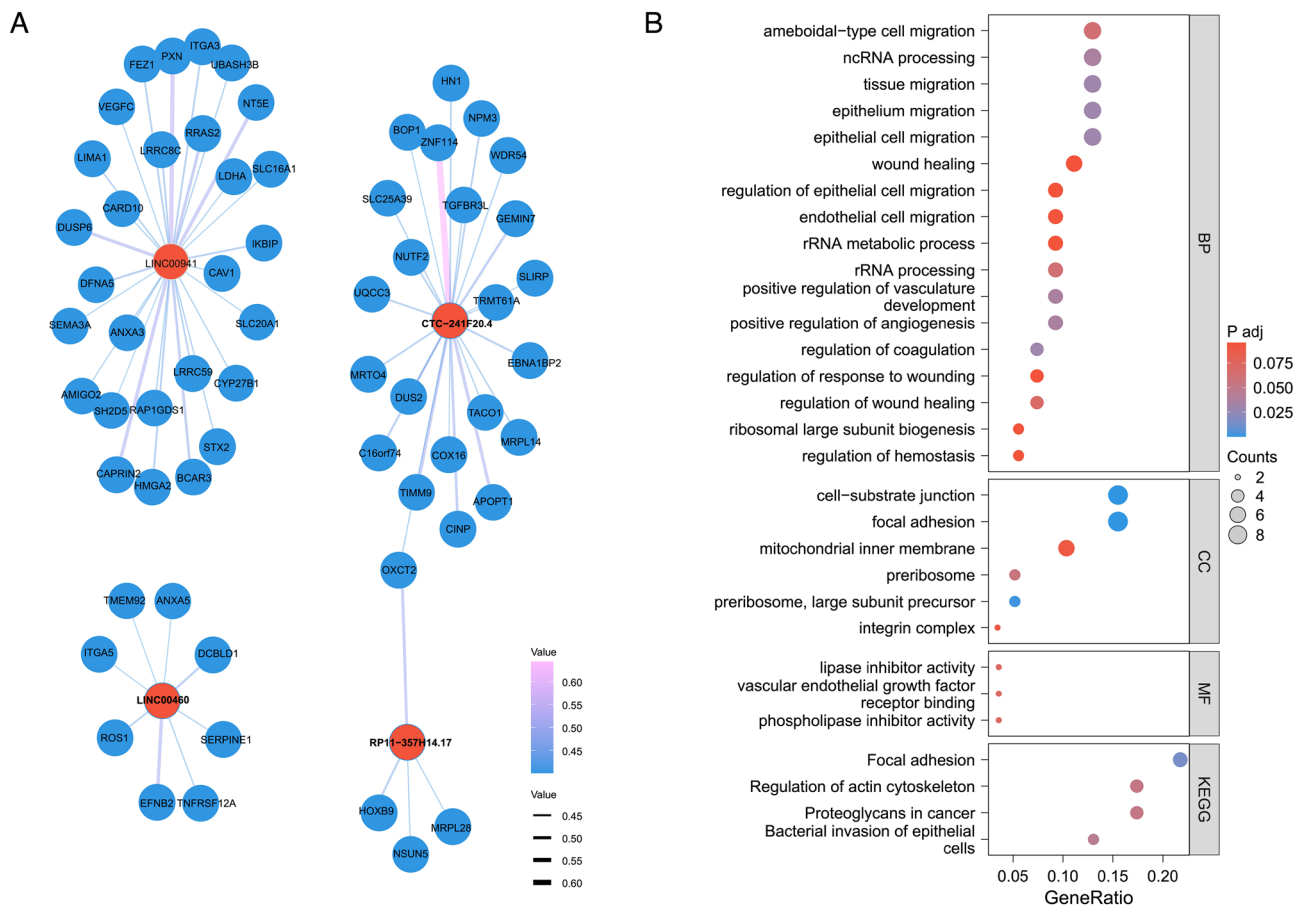 A
ITGA3
PXN
FEZ1
UBASH3B
VEGFC
NT5E
RRAS2
LRRC8C
LIMA1
SLC16A1
LDHA
CARD10
DUSP6
IKBIP
LINC00941
CAV1
DFNA5
SEMA3A
SLC20A1
ANXA3
LRRC59
CYP27B1
AMIGO2
SH2D5
RAP1GDS1
STX2
CAPRIN2
BCAR3
HMGA2
HN1
NPM3
BOP1
ZNF114
WDR54
SLC25A39
TGFBR3L
GEMIN7
NUTF2
SLIRP
UQCC3
TRMT61A
CTC-241F20.4
EBNA1BP2
MRTO4
DUS2
TACO1
MRPL14
C16orf74
COX16
TIMM9
APOPT1
CINP
OXCT2
RP11-357H14.17
HOXB9
MRPL28
NSUN5
TMEM92
ANXA5
ITGA5
DCBLD1
LINC00460
ROS1
SERPINE1
EFNB2
TNFRSF12A
Value
0.60
0.55
0.50
0.45
Value
0.45
0.50
0.55
0.60
B
ameboidal-type cell migration
ncRNA processing
tissue migration
epithelium migration
epithelial cell migration
wound healing
regulation of epithelial cell migration
endothelial cell migration
rRNA metabolic process
rRNA processing
positive regulation of vasculature
development
positive regulation of angiogenesis
regulation of coagulation
regulation of response to wounding
regulation of wound healing
ribosomal large subunit biogenesis
regulation of hemostasis
BP
cell-substrate junction
focal adhesion
mitochondrial inner membrane
preribosome
preribosome, large subunit precursor
integrin complex
CC
lipase inhibitor activity
vascular endothelial growth factor
receptor binding
phospholipase inhibitor activity
MF
Focal adhesion
Regulation of actin cytoskeleton
Proteoglycans in cancer
Bacterial invasion of epithelial
cells
KEGG
0.05 0.10 0.15 0.20
GeneRatio
P adj
0.075
0.050
0.025
Counts
2
4
6
8